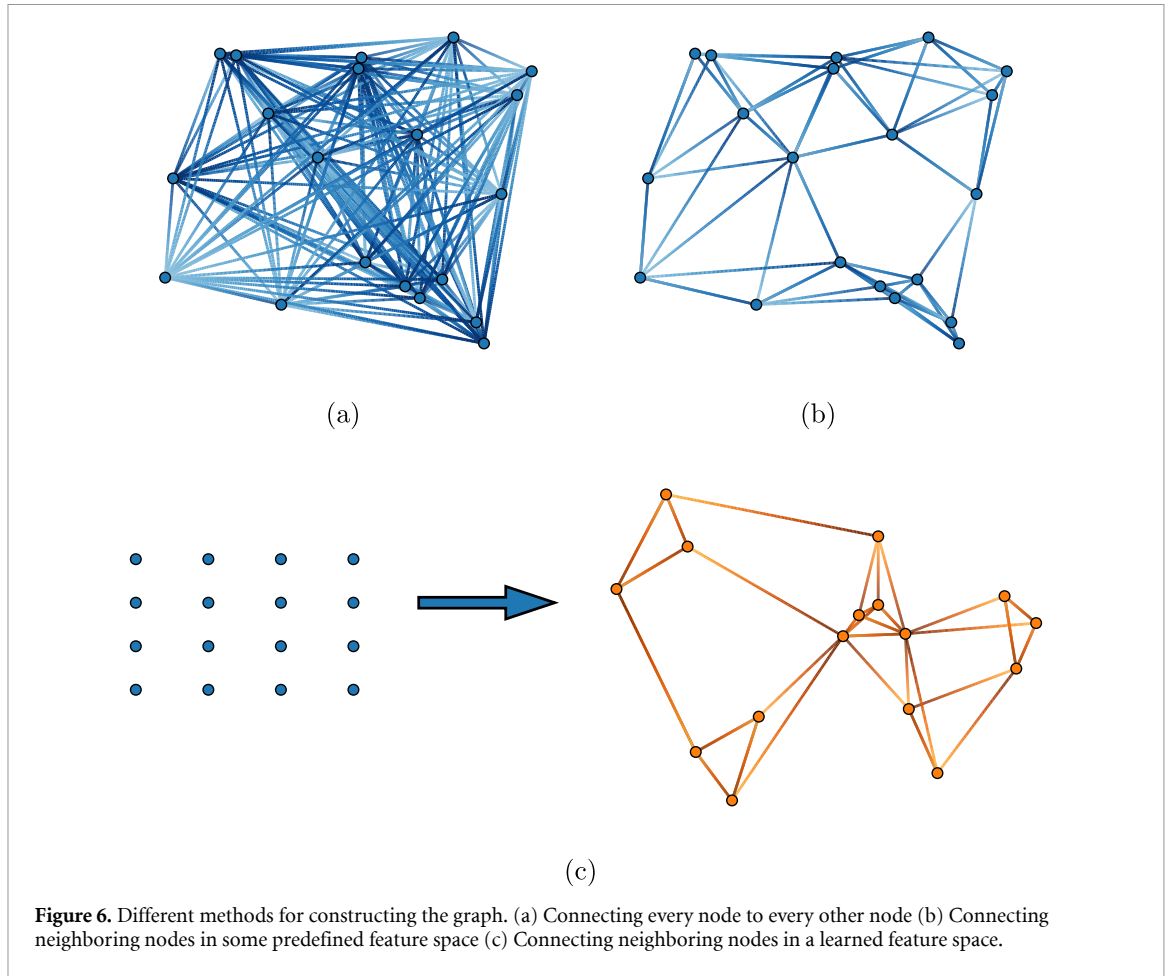 (a)
(b)
(c)
Figure 6. Different methods for constructing the graph. (a) Connecting every node to every other node (b) Connecting
neighboring nodes in some predefined feature space (c) Connecting neighboring nodes in a learned feature space.